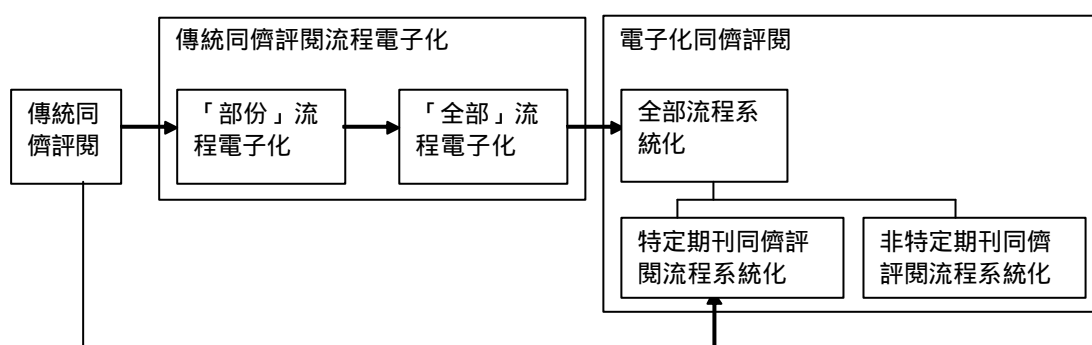 傳統同儕評閱流程電子化
電子化同儕評閱
傳統同
儕評閱
「部份」流
程電子化
「全部」流
程電子化
全部流程系
統化
特定期刊同儕評
閱流程系統化
非特定期刊同儕
評閱流程系統化